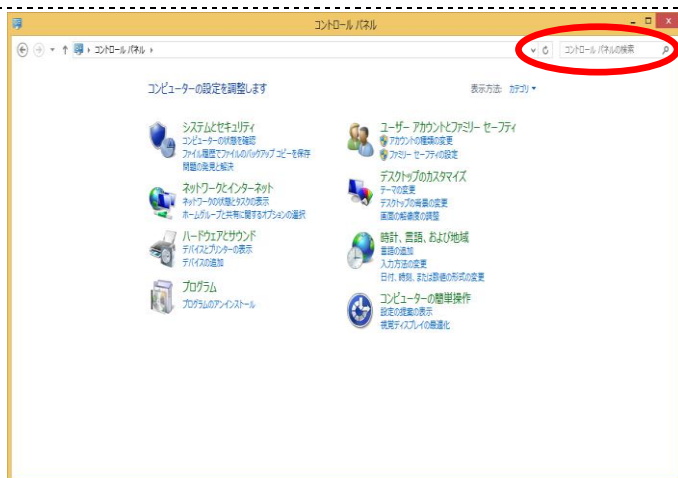 コントロール パネル
コントロール パネル
コントロール パネルの検索
コンピューターの設定を調整します
表示方法: カテゴリ
システムとセキュリティ
コンピューターの状態を確認
ファイル履歴でファイルのバックアップ コピーを保存
問題の発見と解決
ネットワークとインターネット
ネットワークの状態とタスクの表示
ホームグループと共有に関するオプションの選択
ハードウェアとサウンド
デバイスとプリンターの表示
デバイスの追加
プログラム
プログラムのアンインストール
ユーザー アカウントとファミリー セーフティ
アカウントの種類の変更
ファミリー セーフティの設定
デスクトップのカスタマイズ
テーマの変更
デスクトップの背景の変更
画面の解像度の調整
時計、言語、および地域
言語の追加
入力方法の変更
日付、時刻、または数値の形式の変更
コンピューターの簡単操作
設定の提案の表示
視覚ディスプレイの最適化